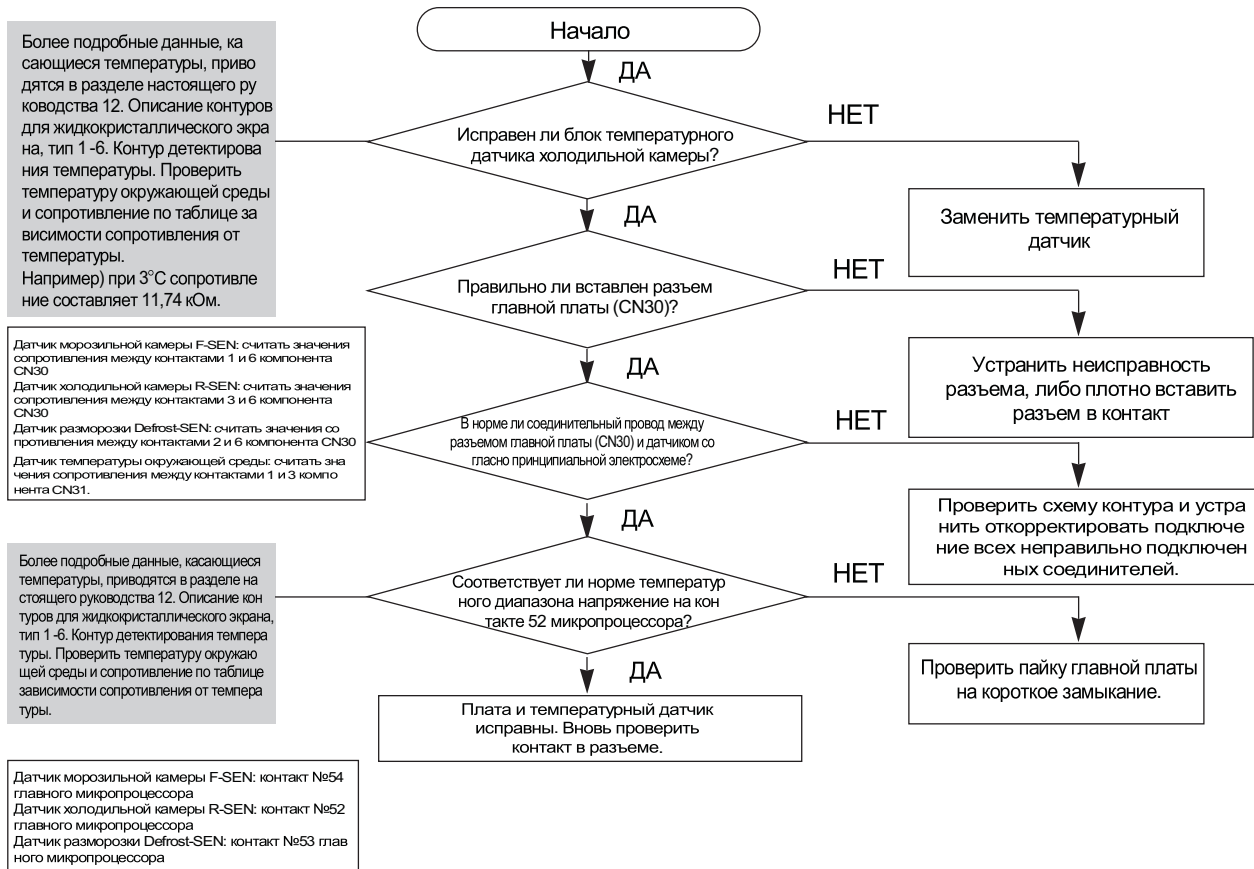 Начало
Более подробные данные, ка
сающиеся температуры, приво
дятся в разделе настоящего ру
ководства 12. Описание контуров
для жидкокристаллического экра
на, тип 1 -6. Контур детектирова
ния температуры. Проверить
температуру окружающей среды
и сопротивление по таблице за
висимости сопротивления от
температуры.
Например) при 3°C сопротивле
ние составляет 11,74 кОм.
ДА
Исправен ли блок температурного
датчика холодильной камеры?
НЕТ
Заменить температурный
датчик
ДА
Правильно ли вставлен разъем
главной платы (CN30)?
НЕТ
Устранить неисправность
разъема, либо плотно вставить
разъем в контакт
Датчик морозильной камеры F-SEN: считать значения
сопротивления между контактами 1 и 6 компонента
CN30
Датчик холодильной камеры R-SEN: считать значения
сопротивления между контактами 3 и 6 компонента
CN30
Датчик разморозки Defrost-SEN: считать значения со
противления между контактами 2 и 6 компонента CN30
Датчик температуры окружающей среды: считать зна
чения сопротивления между контактами 1 и 3 компо
нента CN31.
ДА
В норме ли соединительный провод между
разъемом главной платы (CN30) и датчиком со
гласно принципиальной электросхеме?
НЕТ
Проверить схему контура и устра
нить откорректировать подключе
ние всех неправильно подключен
ных соединителей.
ДА
Более подробные данные, касающиеся
температуры, приводятся в разделе на
стоящего руководства 12. Описание кон
туров для жидкокристаллического экрана,
тип 1 -6. Контур детектирования темпера
туры. Проверить температуру окружаю
щей среды и сопротивление по таблице
зависимости сопротивления от темпера
туры.
Соответствует ли норме температур
ного диапазона напряжение на кон
такте 52 микропроцессора?
НЕТ
Проверить пайку главной платы
на короткое замыкание.
ДА
Плата и температурный датчик
исправны. Вновь проверить
контакт в разъеме.
Датчик морозильной камеры F-SEN: контакт №54
главного микропроцессора
Датчик холодильной камеры R-SEN: контакт №52
главного микропроцессора
Датчик разморозки Defrost-SEN: контакт №53 глав
ного микропроцессора